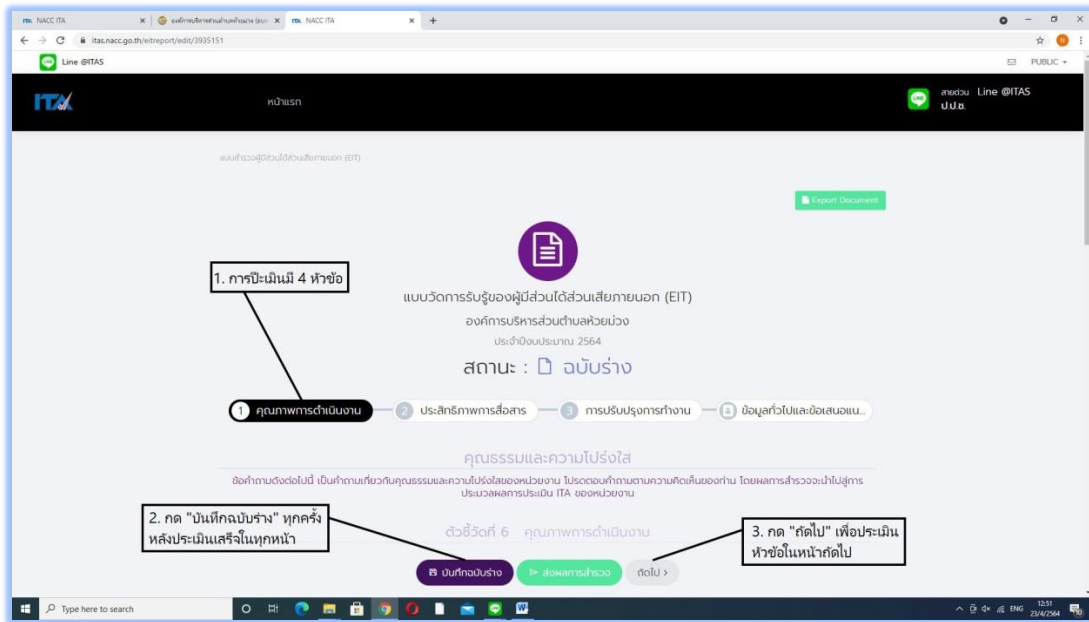 NACC ITA
องค์การบริหารส่วนตำบลห้วยม่วง (อบต
NACC ITA
itas.nacc.go.th/eitreport/edit/3935151
N
Line @ITAS
PUBLIC
ITA
หน้าแรก
LINE
สายด่วน Line @ITAS
ป.ป.ช.
แบบสำรวจผู้มีส่วนได้ส่วนเสียภายนอก (EIT)
Export Document
1. การป๊ะเมินมี 4 หัวข้อ
แบบวัดการรับรู้ของผู้มีส่วนได้ส่วนเสียภายนอก (EIT)
องค์การบริหารส่วนตำบลห้วยม่วง
ประจำปีงบประมาณ 2564
สถานะ : ฉบับร่าง
1 คุณภาพการดำเนินงาน 2 ประสิทธิภาพการสื่อสาร 3 การปรับปรุงการทำงาน ข้อมูลทั่วไปและข้อเสนอแน...
คุณธรรมและความโปร่งใส
ข้อคำถามดังต่อไปนี้ เป็นคำถามเกี่ยวกับคุณธรรมและความโปร่งใสของหน่วยงาน โปรดตอบคำถามตามความคิดเห็นของท่าน โดยผลการสำรวจจะนำไปสู่การ
ประมวลผลการประเมิน ITA ของหน่วยงาน
2. กด "บันทึกฉบับร่าง" ทุกครั้ง
หลังประเมินเสร็จในทุกหน้า
ตัวชี้วัดที่ 6 คุณภาพการดำเนินงาน
3. กด "ถัดไป" เพื่อประเมิน
หัวข้อในหน้าถัดไป
บันทึกฉบับร่าง ส่งผลการสำรวจ ถัดไป >
Type here to search
ENG
12:51
23/4/2564